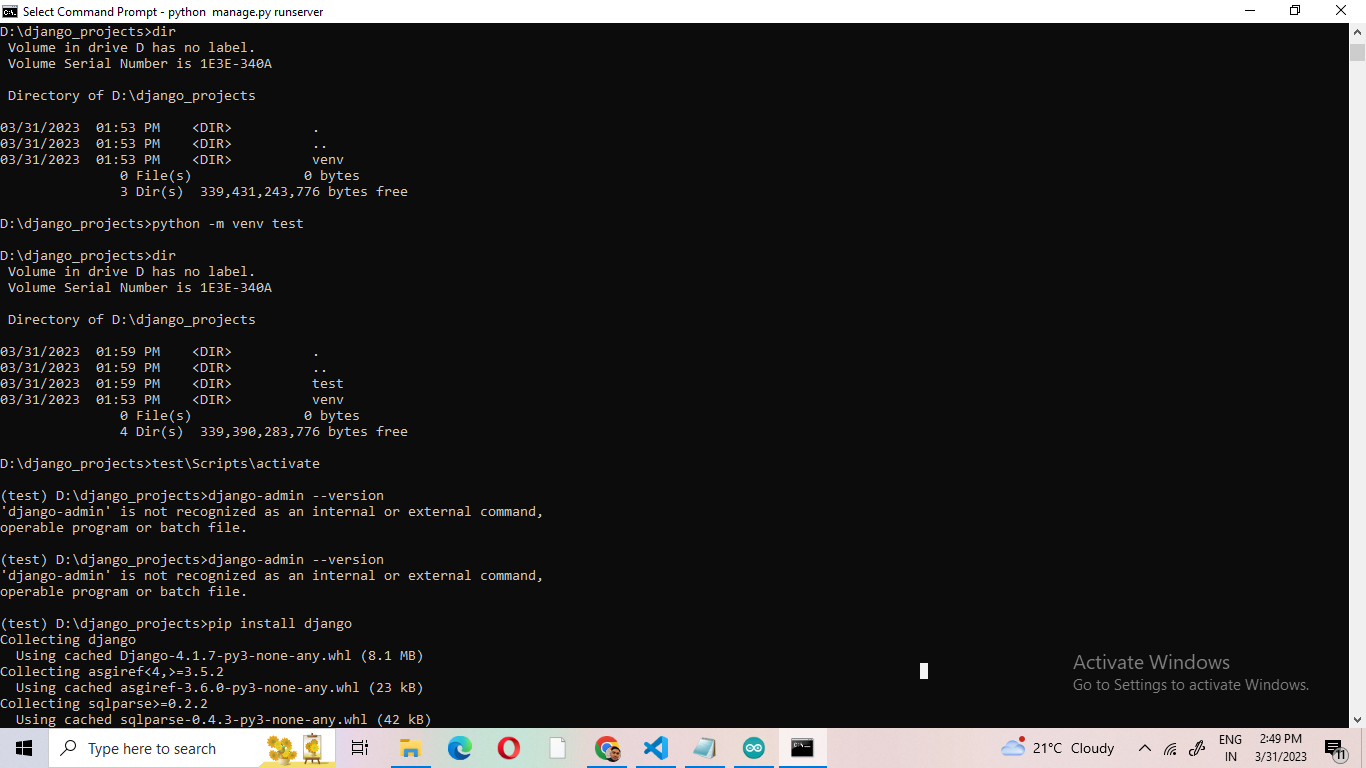 Select Command Prompt - python  manage.py runserver
D:\django_projects>dir
 Volume in drive D has no label.
 Volume Serial Number is 1E3E-340A
 Directory of D:\django_projects
03/31/2023  01:53 PM    <DIR>          .
03/31/2023  01:53 PM    <DIR>          ..
03/31/2023  01:53 PM    <DIR>          venv
               0 File(s)              0 bytes
               3 Dir(s)  339,431,243,776 bytes free
D:\django_projects>python -m venv test
D:\django_projects>dir
 Volume in drive D has no label.
 Volume Serial Number is 1E3E-340A
 Directory of D:\django_projects
03/31/2023  01:59 PM    <DIR>          .
03/31/2023  01:59 PM    <DIR>          ..
03/31/2023  01:59 PM    <DIR>          test
03/31/2023  01:53 PM    <DIR>          venv
               0 File(s)              0 bytes
               4 Dir(s)  339,390,283,776 bytes free
D:\django_projects>test\Scripts\activate
(test) D:\django_projects>django-admin --version
'django-admin' is not recognized as an internal or external command,
operable program or batch file.
(test) D:\django_projects>django-admin --version
'django-admin' is not recognized as an internal or external command,
operable program or batch file.
(test) D:\django_projects>pip install django
Collecting django
  Using cached Django-4.1.7-py3-none-any.whl (8.1 MB)
Collecting asgiref<4,>=3.5.2
  Using cached asgiref-3.6.0-py3-none-any.whl (23 kB)
Collecting sqlparse>=0.2.2
  Using cached sqlparse-0.4.3-py3-none-any.whl (42 kB)
Activate Windows
Go to Settings to activate Windows.
Type here to search
21°C Cloudy
ENG
IN
2:49 PM
3/31/2023
11